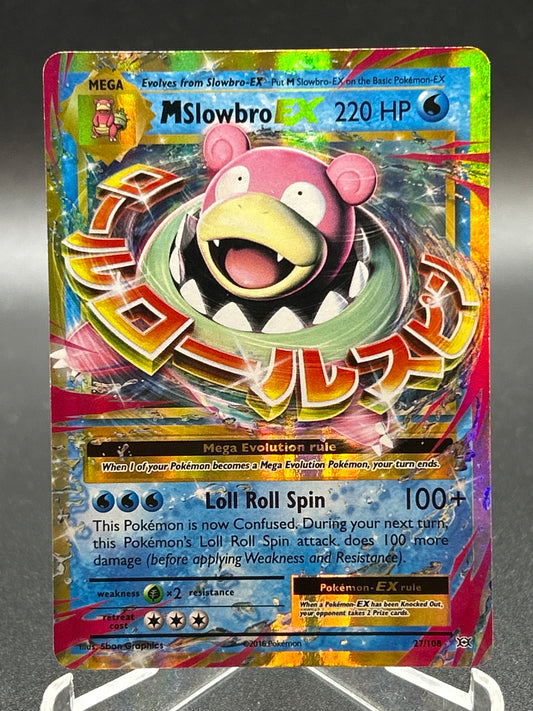 MEGA
Evolves from Slowbro-EX Put M Slowbro-EX on the Basic Pokémon-EX
MSlowbro EX 220 HP
ロールロールスピン
Mega Evolution rule
When 1 of your Pokémon becomes a Mega Evolution Pokémon, your turn ends.
Loll Roll Spin 100+
This Pokémon is now Confused. During your next turn,
this Pokémon's Loll Roll Spin attack does 100 more
damage (before applying Weakness and Resistance).
weakness ×2 resistance
Pokémon-EX rule
When a Pokémon-EX has been Knocked Out,
your opponent takes 2 Prize cards.
retreat
cost
Illus. 5ban Graphics
©2016 Pokémon
27/108